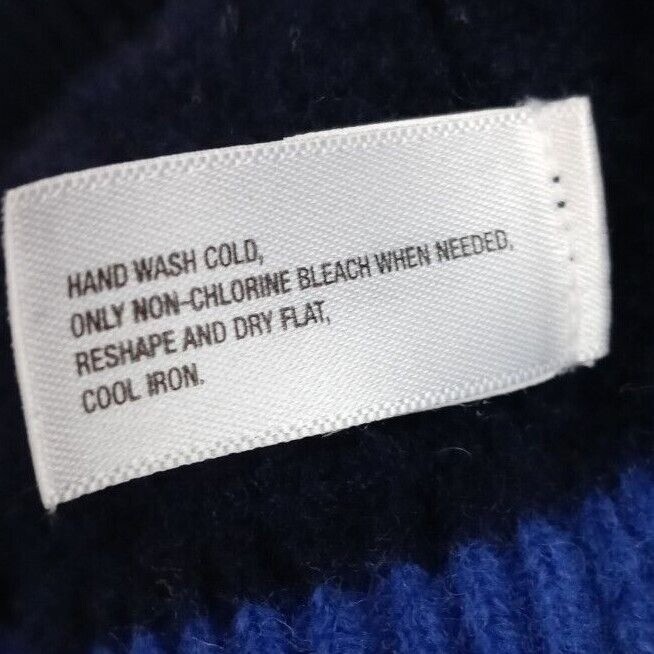 HAND WASH COLD,
ONLY NON-CHLORINE BLEACH WHEN NEEDED,
RESHAPE AND DRY FLAT,
COOL IRON.